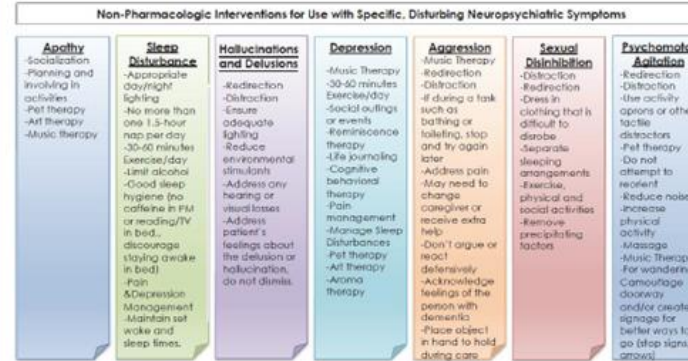 Non-Pharmacologic Interventions for Use with Specific, Disturbing Neuropsychiatric Symptoms
Apathy
-Socialization
-Planning and
involving in
activities
-Pet therapy
-Art therapy
-Music therapy
Sleep
Disturbance
-Appropriate
day/night
lighting
-No more than
one 1.5-hour
nap per day
-30-60 minutes
Exercise/day
-Limit alcohol
-Good sleep
hygiene (no
caffeine in PM
or reading/TV
in bed.,
discourage
staying awake
in bed)
-Pain
&Depression
Management
-Maintain set
wake and
sleep times.
Hallucinations
and Delusions
-Redirection
-Distraction
-Ensure
adequate
lighting
-Reduce
environmental
stimulants
-Address any
hearing or
visual losses
-Address
patient's
feelings about
the delusion or
hallucination,
do not dismiss.
Depression
-Music Therapy
-30-60 minutes
Exercise/day
-Social outings
or events
-Reminiscence
therapy
-Life journaling
-Cognitive
behavioral
therapy
-Pain
management
-Manage Sleep
Disturbances
-Pet therapy
-Art Therapy
-Aroma
therapy
Aggression
-Music Therapy
-Redirection
-Distraction
-If during a task
such as
bathing or
toileting, stop
and try again
later
-Address pain
-May need to
change
caregiver or
receive extra
help
-Don't argue or
react
defensively
-Acknowledge
feelings of the
person with
dementia
-Place object
in hand to hold
during care
Sexual
Disinhibition
-Distraction
-Redirection
-Dress in
clothing that is
difficult to
disrobe
-Separate
sleeping
arrangements
-Exercise,
physical and
social activities
-Remove
precipitating
factors
Psychomoto
Agitation
-Redirection
-Distraction
-Use activity
aprons or othe
tactile
distractors
-Pet therapy
-Do not
attempt to
reorient
-Reduce noise
-Increase
physical
activity
-Massage
-Music Therap
-For wanderin
Camouflage
doorway
and/or create
signage for
better ways to
go (stop signs,
arrows)